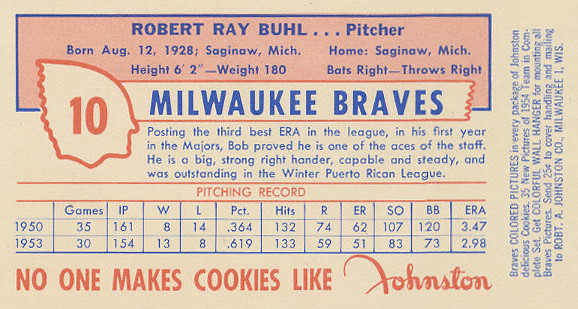 ROBERT RAY BUHL . . . Pitcher
Born Aug. 12, 1928; Saginaw, Mich. Home: Saginaw, Mich.
Height 6' 2"—Weight 180 Bats Right—Throws Right
10
MILWAUKEE BRAVES
Posting the third best ERA in the league, in his first year
in the Majors, Bob proved he is one of the aces of the staff.
He is a big, strong right hander, capable and steady, and
was outstanding in the Winter Puerto Rican League.
PITCHING RECORD
Games IP W L Pct. Hits R ER SO BB ERA
1950 35 161 8 14 .364 132 74 62 107 120 3.47
1953 30 154 13 8 .619 133 59 51 83 73 2.98
NO ONE MAKES COOKIES LIKE Johnston
Braves COLORED PICTURES in every package of Johnston
delicious Cookies. 35 New Pictures of 1954 Team in Com-
plete Set. Get COLORFUL WALL HANGER for mounting all
Braves Pictures. Send 25¢ to cover handling and mailing
to ROBT. A. JOHNSTON CO., MILWAUKEE 1, WIS.